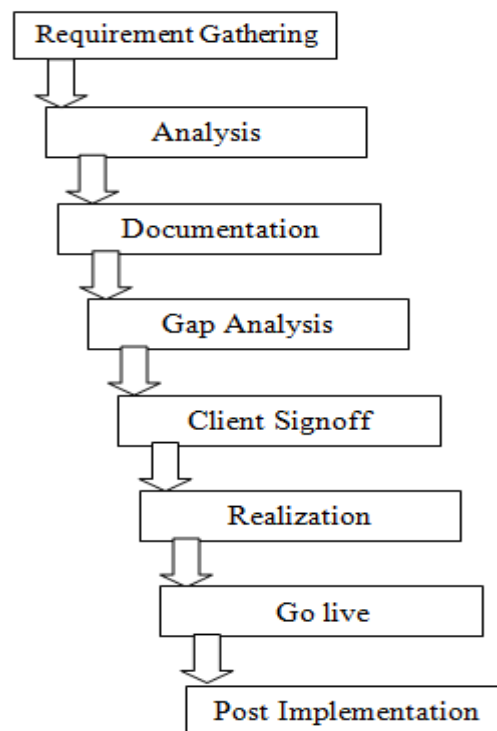 Requirement Gathering
Analysis
Documentation
Gap Analysis
Client Signoff
Realization
Go live
Post Implementation